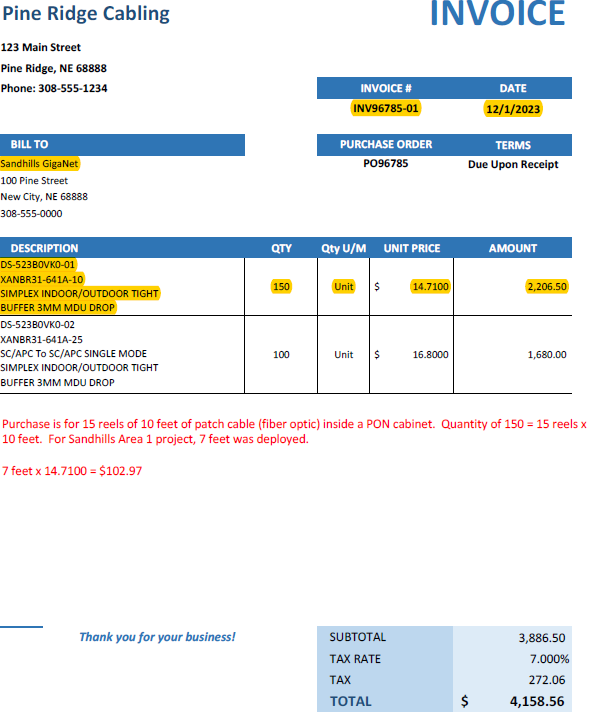 Pine Ridge Cabling
INVOICE
123 Main Street
Pine Ridge, NE 68888
Phone: 308-555-1234
INVOICE # DATE
INV96785-01 12/1/2023
BILL TO
PURCHASE ORDER TERMS
Sandhills GigaNet
PO96785 Due Upon Receipt
100 Pine Street
New City, NE 68888
308-555-0000
DESCRIPTION QTY Qty U/M UNIT PRICE AMOUNT
DS-523B0VK0-01
XANBR31-641A-10
SIMPLEX INDOOR/OUTDOOR TIGHT
BUFFER 3MM MDU DROP
150 Unit $ 14.7100 2,206.50
DS-523B0VK0-02
XANBR31-641A-25
SC/APC To SC/APC SINGLE MODE
SIMPLEX INDOOR/OUTDOOR TIGHT
BUFFER 3MM MDU DROP
100 Unit $ 16.8000 1,680.00
Purchase is for 15 reels of 10 feet of patch cable (fiber optic) inside a PON cabinet. Quantity of 150 = 15 reels x
10 feet. For Sandhills Area 1 project, 7 feet was deployed.
7 feet x 14.7100 = $102.97
Thank you for your business!
SUBTOTAL 3,886.50
TAX RATE 7.000%
TAX 272.06
TOTAL $ 4,158.56